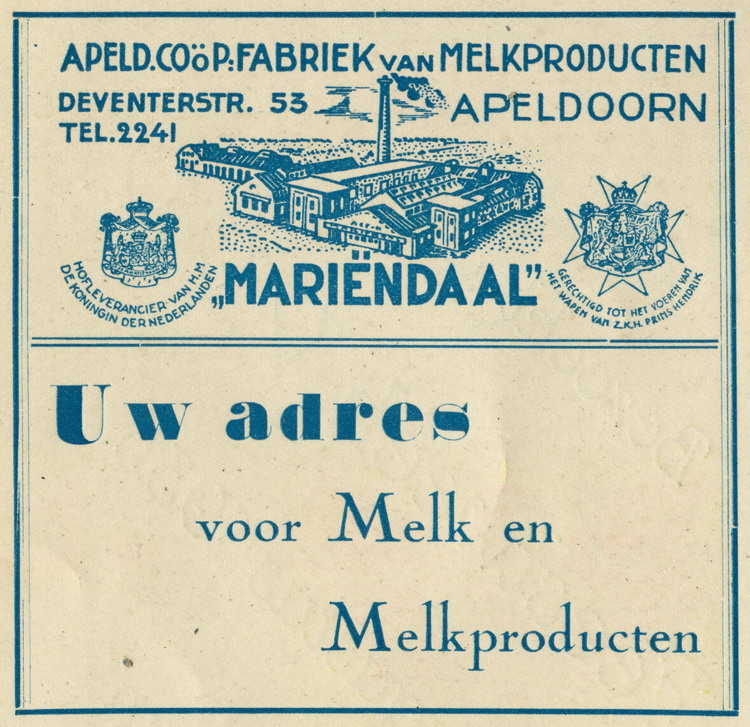 APELD.COöP.FABRIEK VAN MELKPRODUCTEN
DEVENTERSTR. 53 APELDOORN
TEL.2241
HOFLEVERANCIER VAN H.M
DE KONINGIN DER NEDERLANDEN
„MARIËNDAAL”
GERECHTIGD TOT HET VOEREN VAN
HET WAPEN VAN Z.K.H. PRINS HENDRIK
Uw adres
voor Melk en
Melkproducten